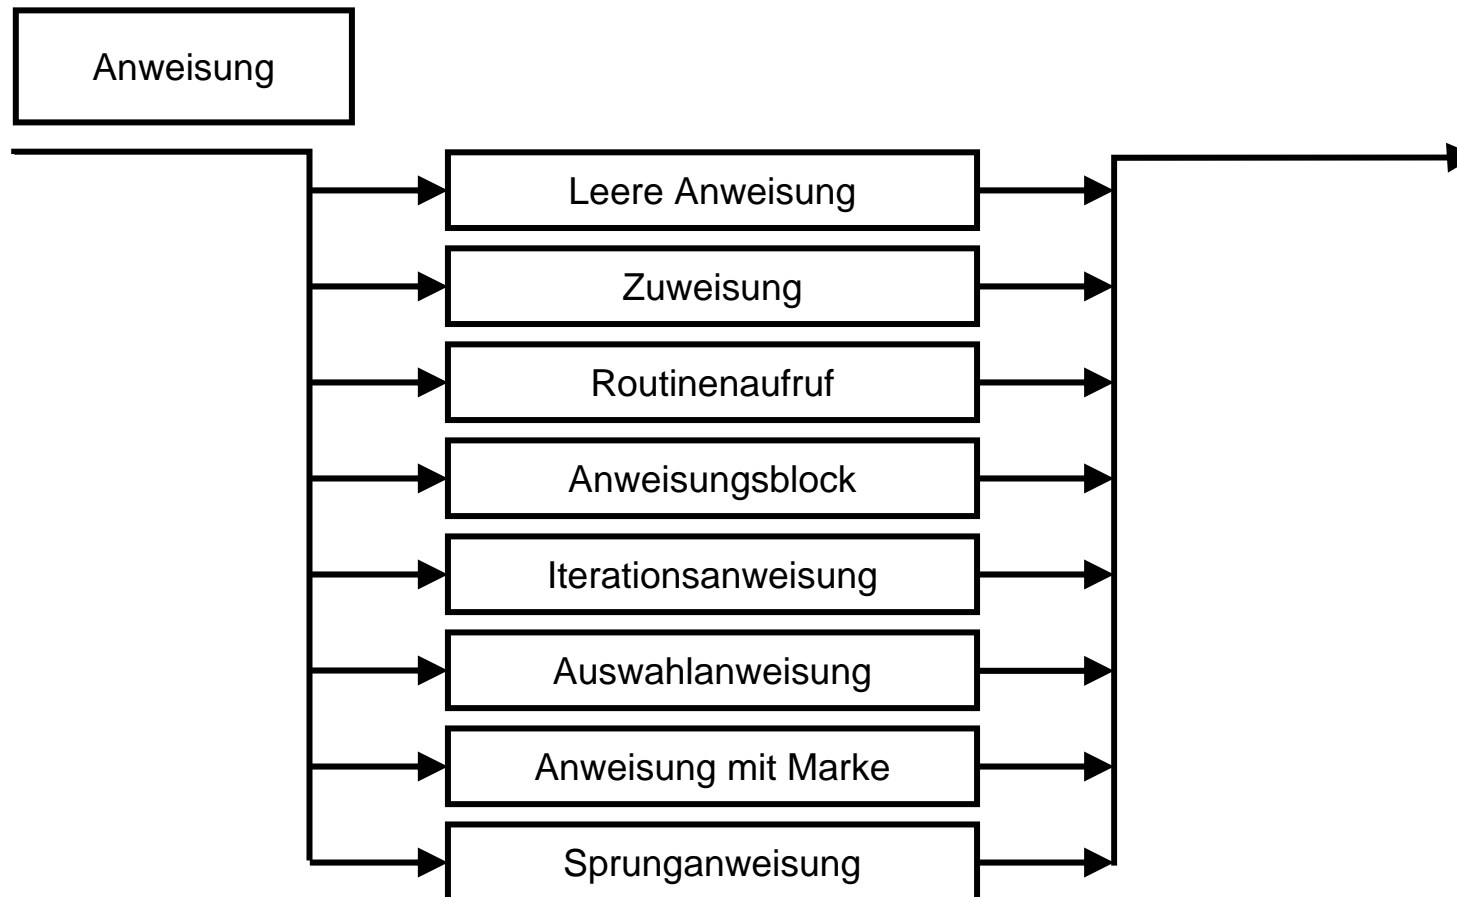 Anweisung
Leere Anweisung
Zuweisung
Routinenaufruf
Anweisungsblock
Iterationsanweisung
Auswahlanweisung
Anweisung mit Marke
Sprunganweisung